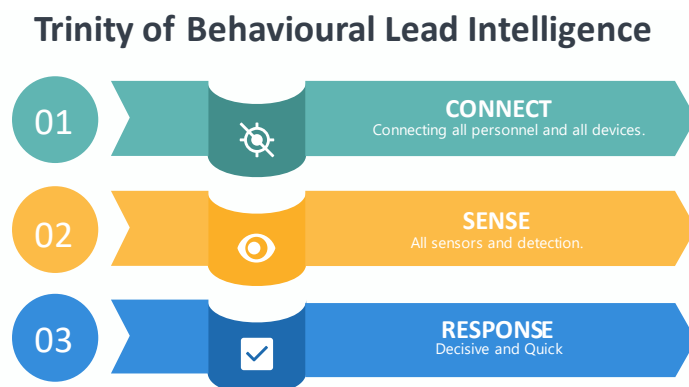 Trinity of Behavioural Lead Intelligence
01
CONNECT
Connecting all personnel and all devices.
02
SENSE
All sensors and detection.
03
RESPONSE
Decisive and Quick